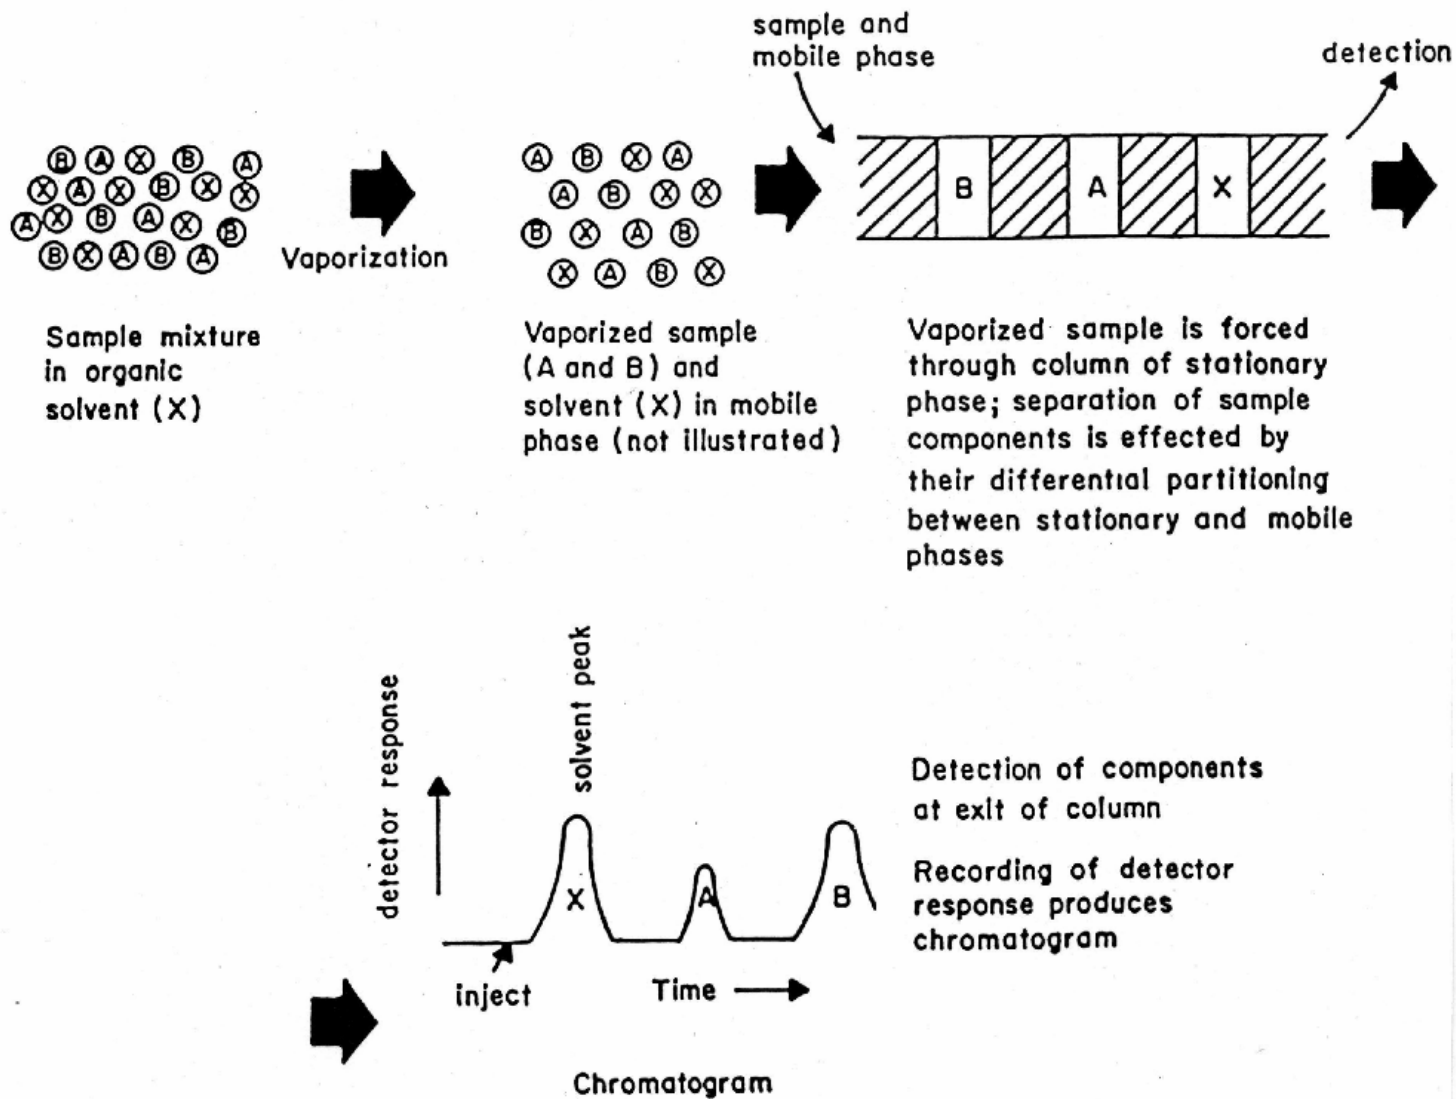 sample and
mobile phase
detection
B A X B A
X A X B X X
A X B A X B
B X A B A
Vaporization
A B X A
A B X X
B X A B
X A B X
B A X
Sample mixture
in organic
solvent (X)
Vaporized sample
(A and B) and
solvent (X) in mobile
phase (not illustrated)
Vaporized sample is forced
through column of stationary
phase; separation of sample
components is effected by
their differential partitioning
between stationary and mobile
phases
detector response
solvent peak
X A B
inject
Time
Chromatogram
Detection of components
at exit of column
Recording of detector
response produces
chromatogram